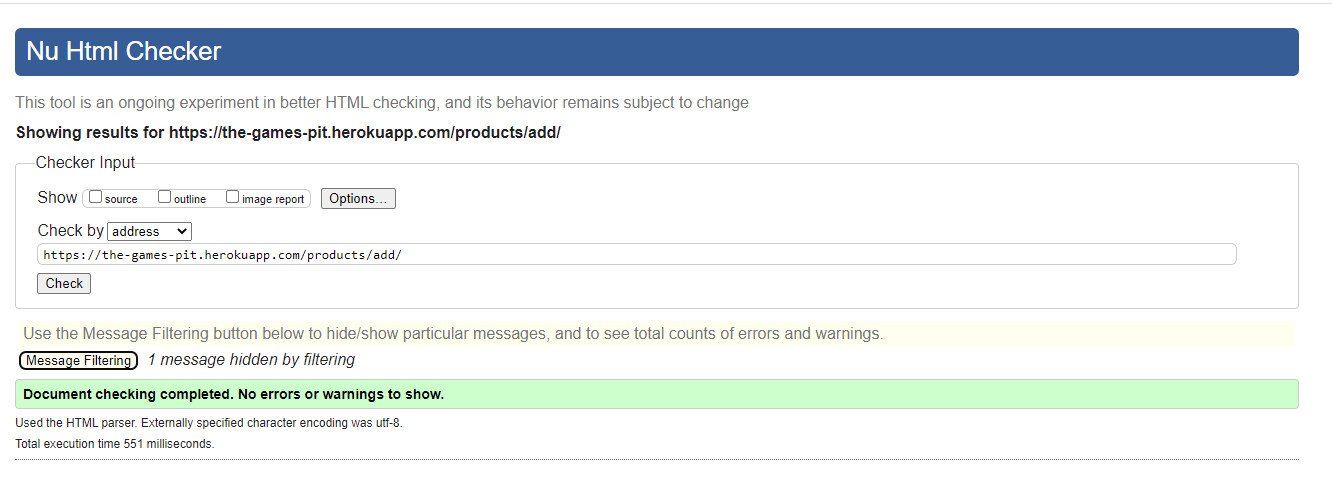 Nu Html Checker
This tool is an ongoing experiment in better HTML checking, and its behavior remains subject to change
Showing results for https://the-games-pit.herokuapp.com/products/add/
Checker Input
Show source outline image report Options...
Check by address
https://the-games-pit.herokuapp.com/products/add/
Check
Use the Message Filtering button below to hide/show particular messages, and to see total counts of errors and warnings.
Message Filtering 1 message hidden by filtering
Document checking completed. No errors or warnings to show.
Used the HTML parser. Externally specified character encoding was utf-8.
Total execution time 551 milliseconds.